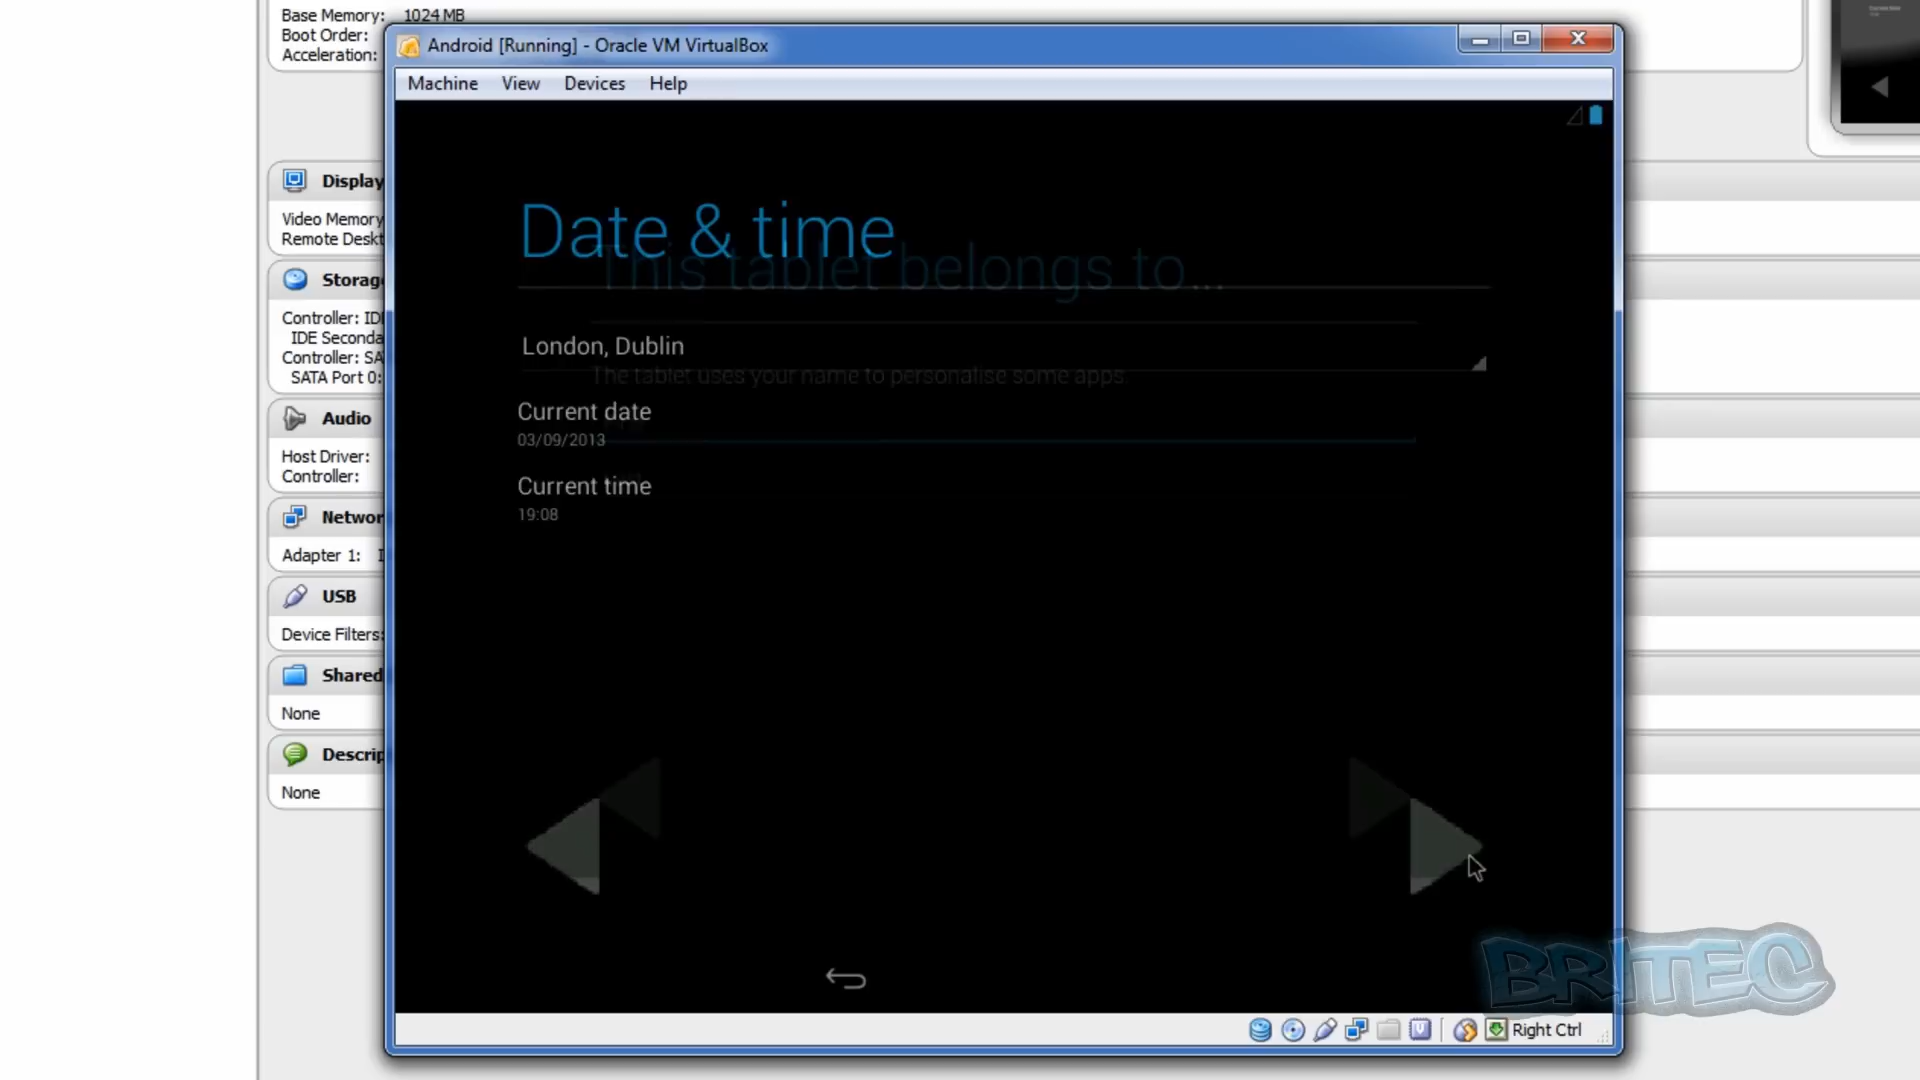 Base Memory: 1024 MB
Boot Order:
Acceleration:
Android [Running] - Oracle VM VirtualBox
Machine View Devices Help
Display
Video Memory
Remote Deskt
Date & time
This tablet belongs to...
Storage
Controller: IDE
IDE Seconda
Controller: SA
SATA Port 0:
London, Dublin
The tablet uses your name to personalise some apps.
Current date
03/09/2013
Audio
Host Driver:
Controller:
Current time
19:08
Networ
Adapter 1:
USB
Device Filters:
Shared
None
Descrip
None
BRITEC
Right Ctrl